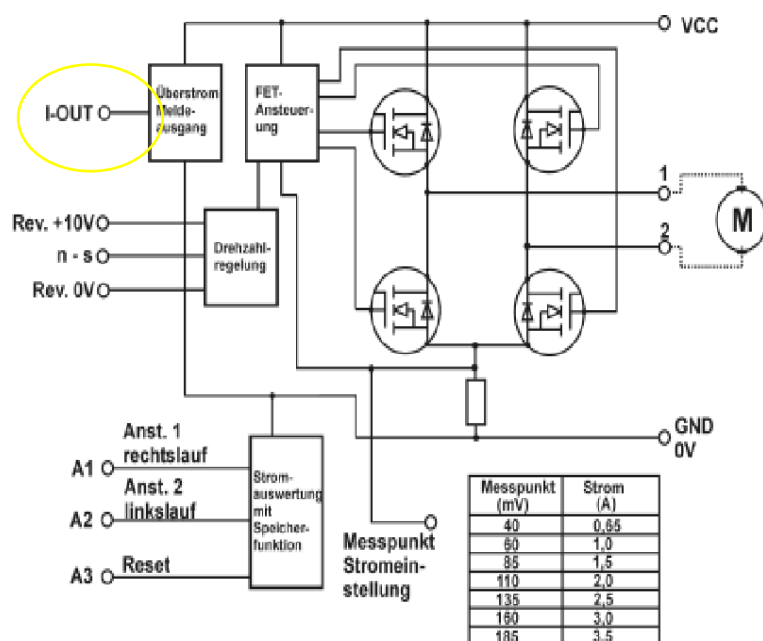 VCC
I-OUT
Überstrom
Melde-
ausgang
FET-
Ansteuer-
ung
Rev. +10V
n - s
Rev. 0V
Drehzahl-
regelung
1
2
M
GND
0V
A1
Anst. 1
rechtslauf
A2
Anst. 2
linkslauf
A3
Reset
Strom-
auswertung
mit
Speicher-
funktion
Messpunkt
Stromein-
stellung
Messpunkt Strom
(mV) (A)
40 0,65
60 1,0
85 1,5
110 2,0
135 2,5
160 3,0
185 3,5